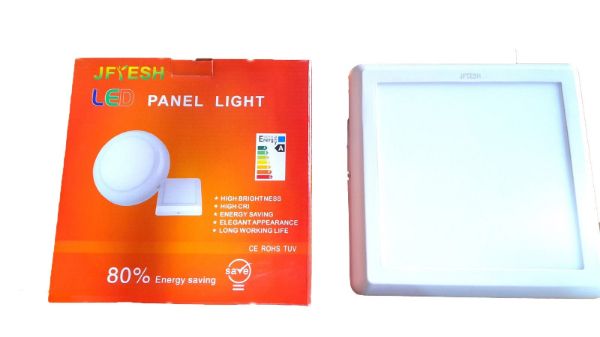 JFYESH
LED PANEL LIGHT
Energy
A
★ HIGH BRIGHTNESS
★ HIGH CRI
★ ENERGY SAVING
★ ELEGANT APPEARANCE
★ LONG WORKING LIFE
CE ROHS TUV
80% Energy saving
save
JFYESH